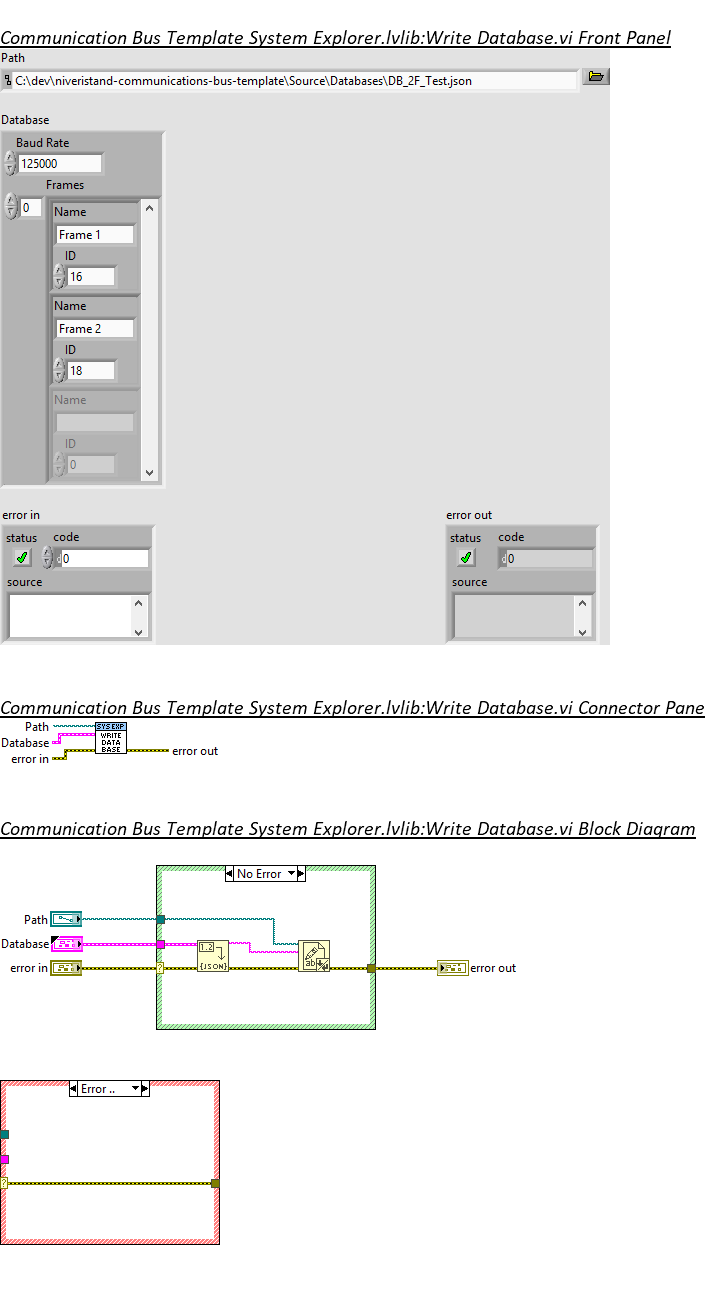 Communication Bus Template System Explorer.lvlib:Write Database.vi Front Panel
Path
C:\dev\niveristand-communications-bus-template\Source\Databases\DB_2F_Test.json
Database
Baud Rate
125000
Frames
0
Name
Frame 1
ID
16
Name
Frame 2
ID
18
Name
ID
0
error in
status code
0
source
error out
status code
d0
source
Communication Bus Template System Explorer.lvlib:Write Database.vi Connector Pane
Path
Database
error in
SYS EXP
WRITE
DATA
BASE
error out
Communication Bus Template System Explorer.lvlib:Write Database.vi Block Diagram
No Error
Path
Database
error in
?
1.2
{JSON}
ab
error out
Error ..
?